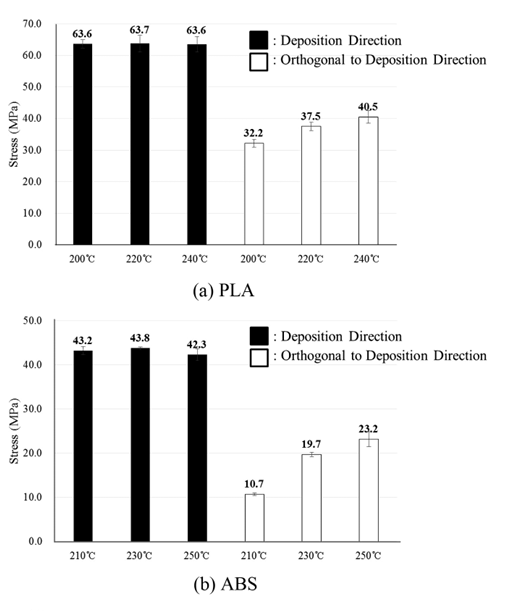 70.0
60.0
50.0
40.0
30.0
20.0
10.0
0.0
Stress (MPa)
63.6
63.7
63.6
32.2
37.5
40.5
: Deposition Direction
: Orthogonal to Deposition Direction
200℃ 220℃ 240℃ 200℃ 220℃ 240℃
(a) PLA
50.0
40.0
30.0
20.0
10.0
0.0
Stress (MPa)
43.2
43.8
42.3
10.7
19.7
23.2
: Deposition Direction
: Orthogonal to Deposition Direction
210℃ 230℃ 250℃ 210℃ 230℃ 250℃
(b) ABS